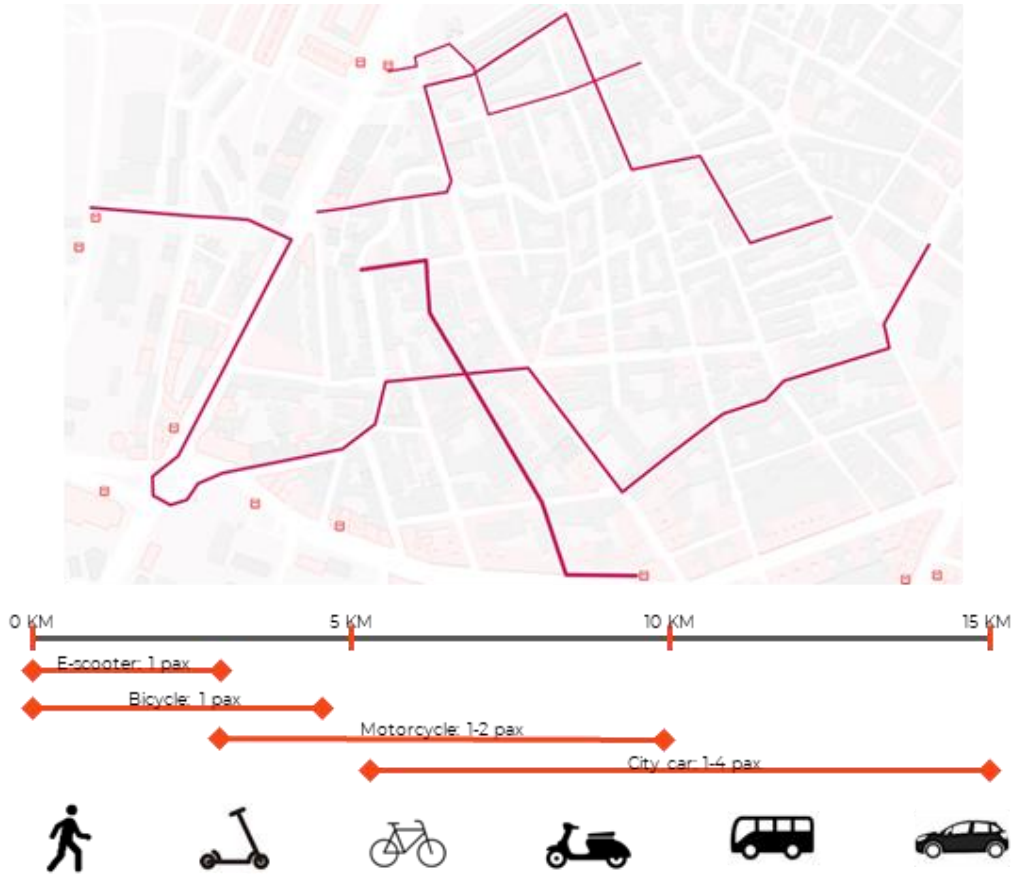 0 KM 5 KM 10 KM 15 KM
E-scooter: 1 pax
Bicycle: 1 pax
Motorcycle: 1-2 pax
City car: 1-4 pax